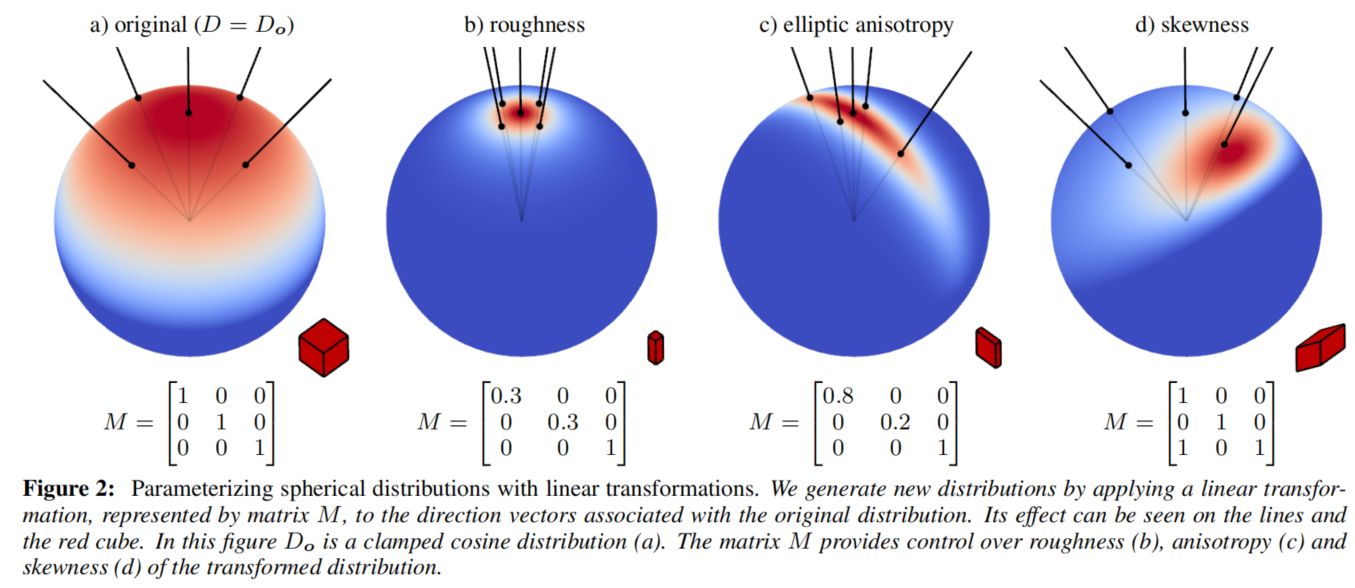 a) original (D = Dₒ) b) roughness c) elliptic anisotropy d) skewness
M = [1 0 0; 0 1 0; 0 0 1] M = [0.3 0 0; 0 0.3 0; 0 0 1] M = [0.8 0 0; 0 0.2 0; 0 0 1] M = [1 0 0; 0 1 0; 1 0 1]
Figure 2: Parameterizing spherical distributions with linear transformations. We generate new distributions by applying a linear transfor-
mation, represented by matrix M, to the direction vectors associated with the original distribution. Its effect can be seen on the lines and
the red cube. In this figure Dₒ is a clamped cosine distribution (a). The matrix M provides control over roughness (b), anisotropy (c) and
skewness (d) of the transformed distribution.